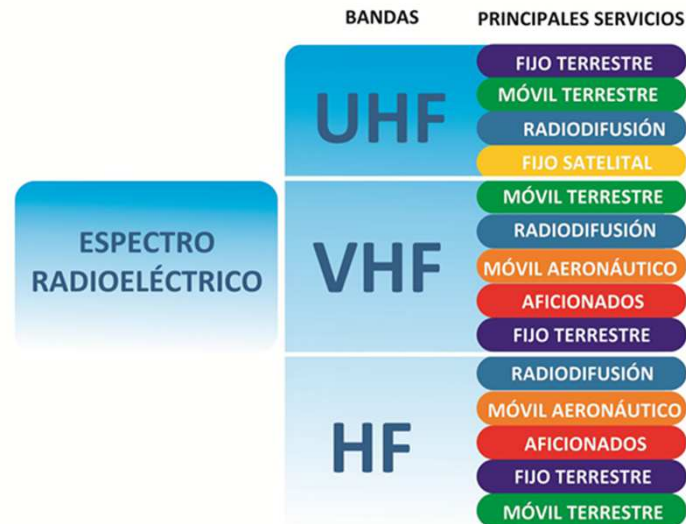 BANDAS
PRINCIPALES SERVICIOS
ESPECTRO
RADIOELÉCTRICO
UHF
FIJO TERRESTRE
MÓVIL TERRESTRE
RADIODIFUSIÓN
FIJO SATELITAL
VHF
MÓVIL TERRESTRE
RADIODIFUSIÓN
MÓVIL AERONÁUTICO
AFICIONADOS
FIJO TERRESTRE
HF
RADIODIFUSIÓN
MÓVIL AERONÁUTICO
AFICIONADOS
FIJO TERRESTRE
MÓVIL TERRESTRE